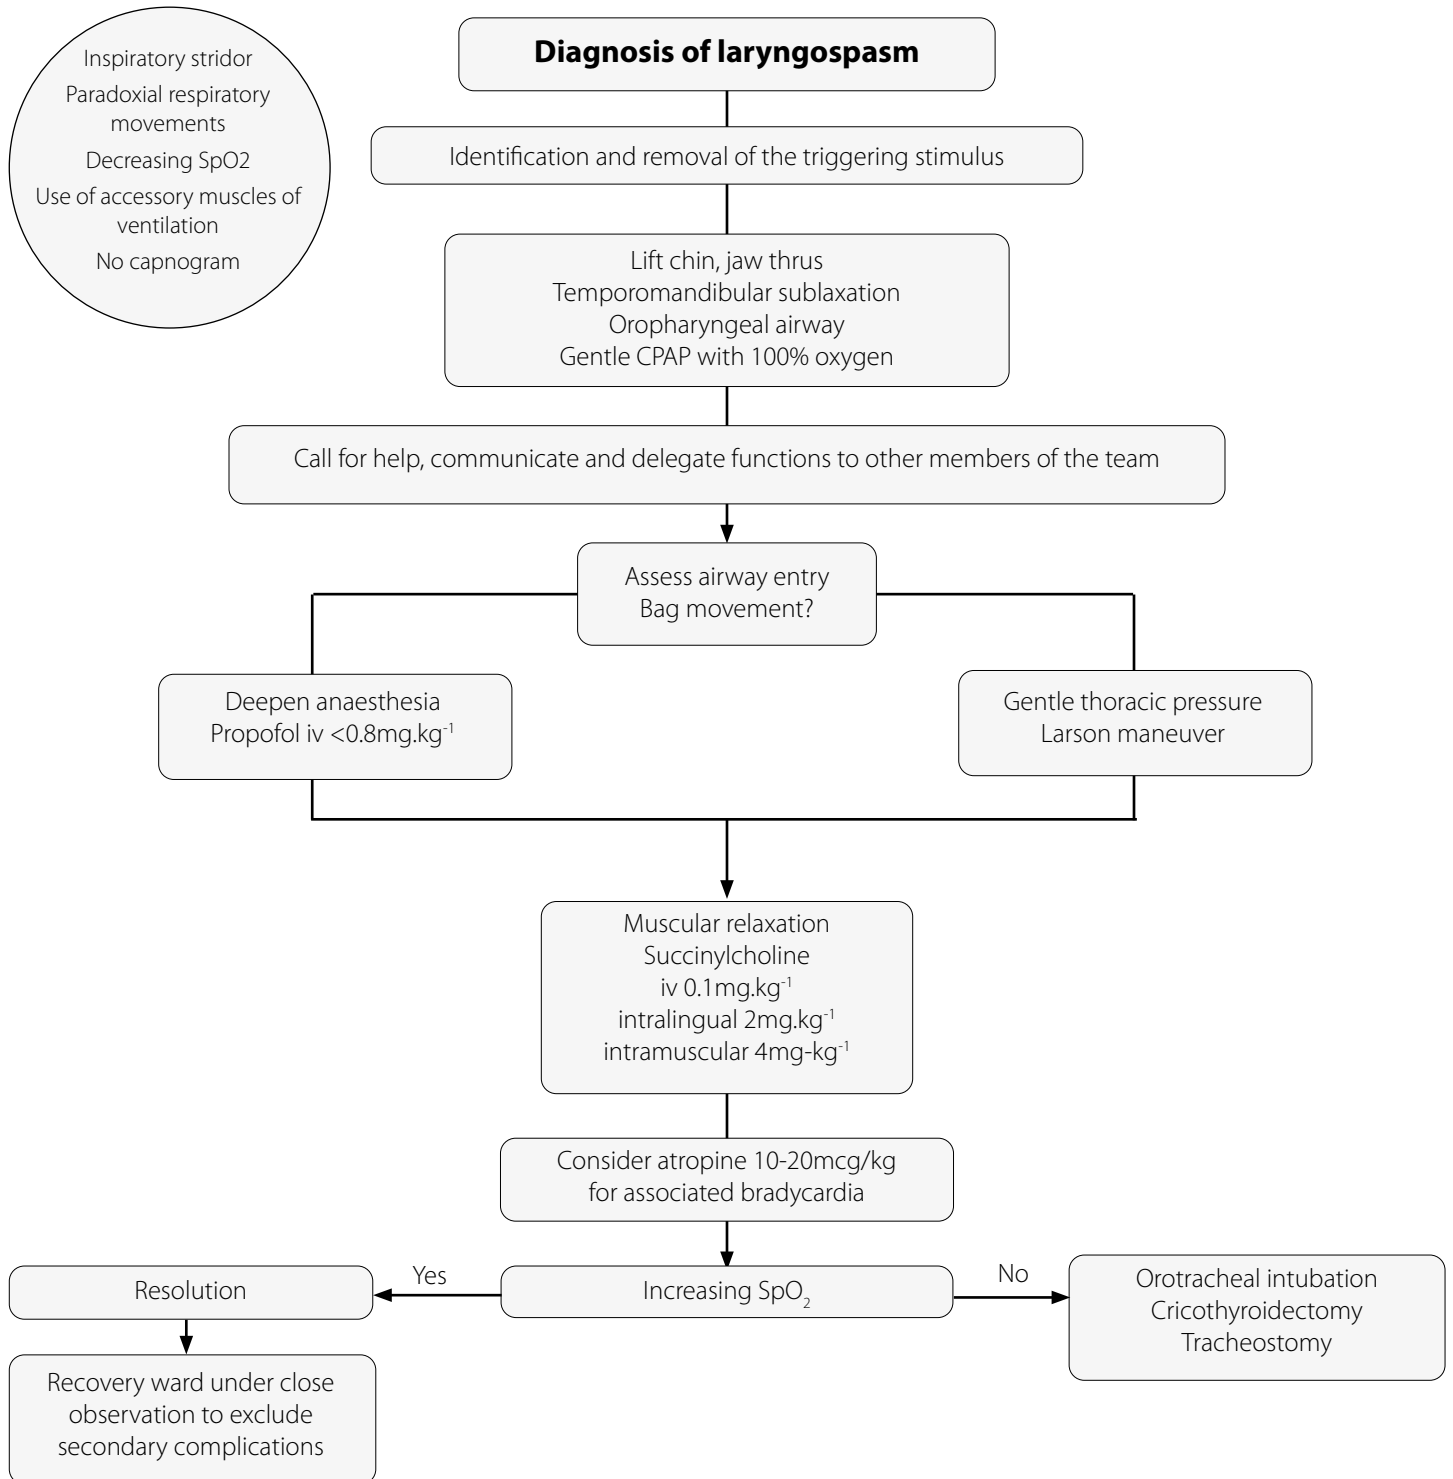 Inspiratory stridor
Paradoxial respiratory
movements
Decreasing SpO2
Use of accessory muscles of
ventilation
No capnogram
Diagnosis of laryngospasm
Identification and removal of the triggering stimulus
Lift chin, jaw thrus
Temporomandibular sublaxation
Oropharyngeal airway
Gentle CPAP with 100% oxygen
Call for help, communicate and delegate functions to other members of the team
Assess airway entry
Bag movement?
Deepen anaesthesia
Propofol iv <0.8mg.kg⁻¹
Gentle thoracic pressure
Larson maneuver
Muscular relaxation
Succinylcholine
iv 0.1mg.kg⁻¹
intralingual 2mg.kg⁻¹
intramuscular 4mg-kg⁻¹
Consider atropine 10-20mcg/kg
for associated bradycardia
Increasing SpO₂
Yes
No
Resolution
Recovery ward under close
observation to exclude
secondary complications
Orotracheal intubation
Cricothyroidectomy
Tracheostomy